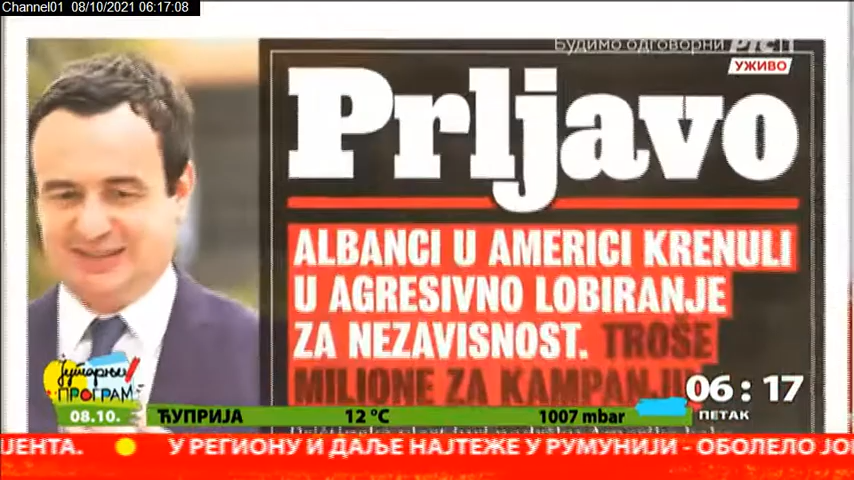 Channel01 08/10/2021 06:17:08
Будимо одговорни РТС 1
УЖИВО
Prljavo
ALBANCI U AMERICI KRENULI
U AGRESIVNO LOBIRANJE
ZA NEZAVISNOST. TROŠE
MILIONE ZA KAMPANJU
Јутарњи
ПРОГРАМ
06:17
08.10. ЋУПРИЈА 12 °C 1007 mbar ПЕТАК
ЈЕНТА. У РЕГИОНУ И ДАЉЕ НАЈТЕЖЕ У РУМУНИЈИ - ОБОЛЕЛО ЈО